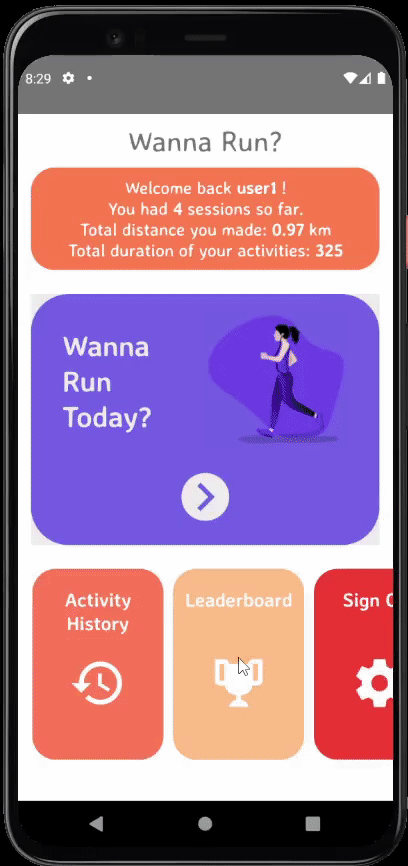 8:29
Wanna Run?
Welcome back user1 !
You had 4 sessions so far.
Total distance you made: 0.97 km
Total duration of your activities: 325
Wanna
Run
Today?
Activity
History
Leaderboard
Sign